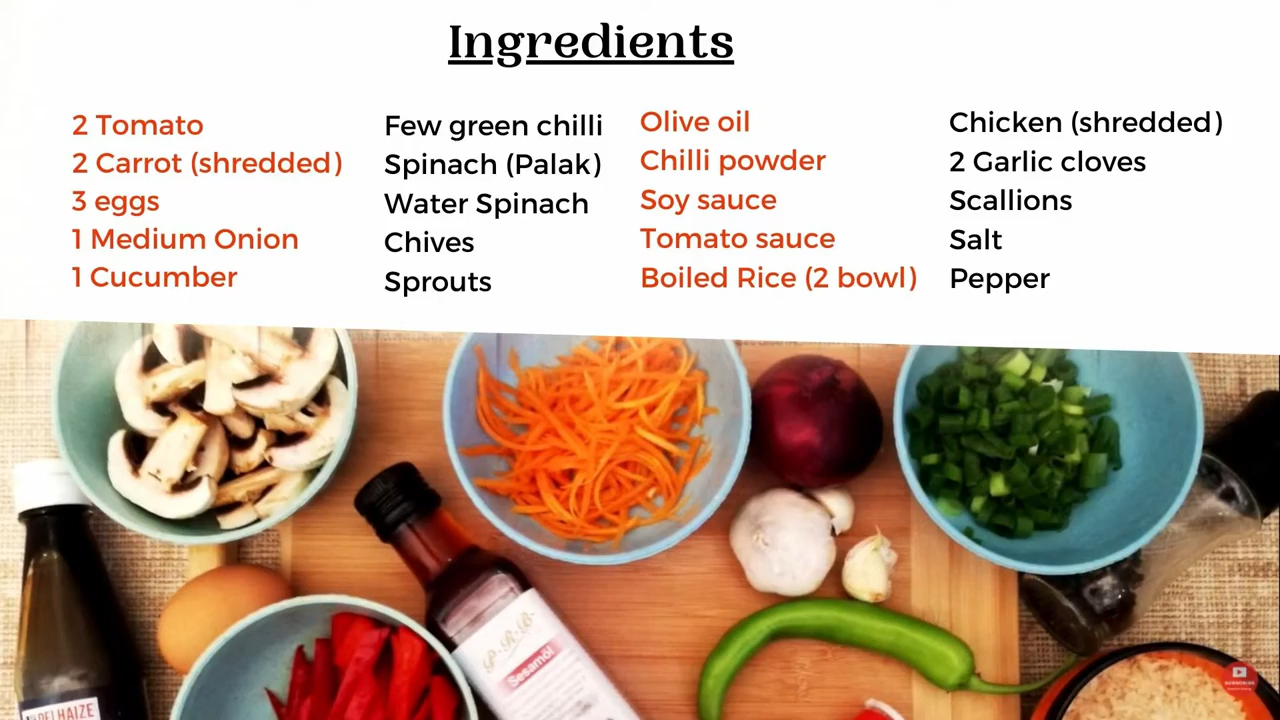 Ingredients
2 Tomato
2 Carrot (shredded)
3 eggs
1 Medium Onion
1 Cucumber
Few green chilli
Spinach (Palak)
Water Spinach
Chives
Sprouts
Olive oil
Chilli powder
Soy sauce
Tomato sauce
Boiled Rice (2 bowl)
Chicken (shredded)
2 Garlic cloves
Scallions
Salt
Pepper
P·R·B
Sesamöl
DELHAIZE